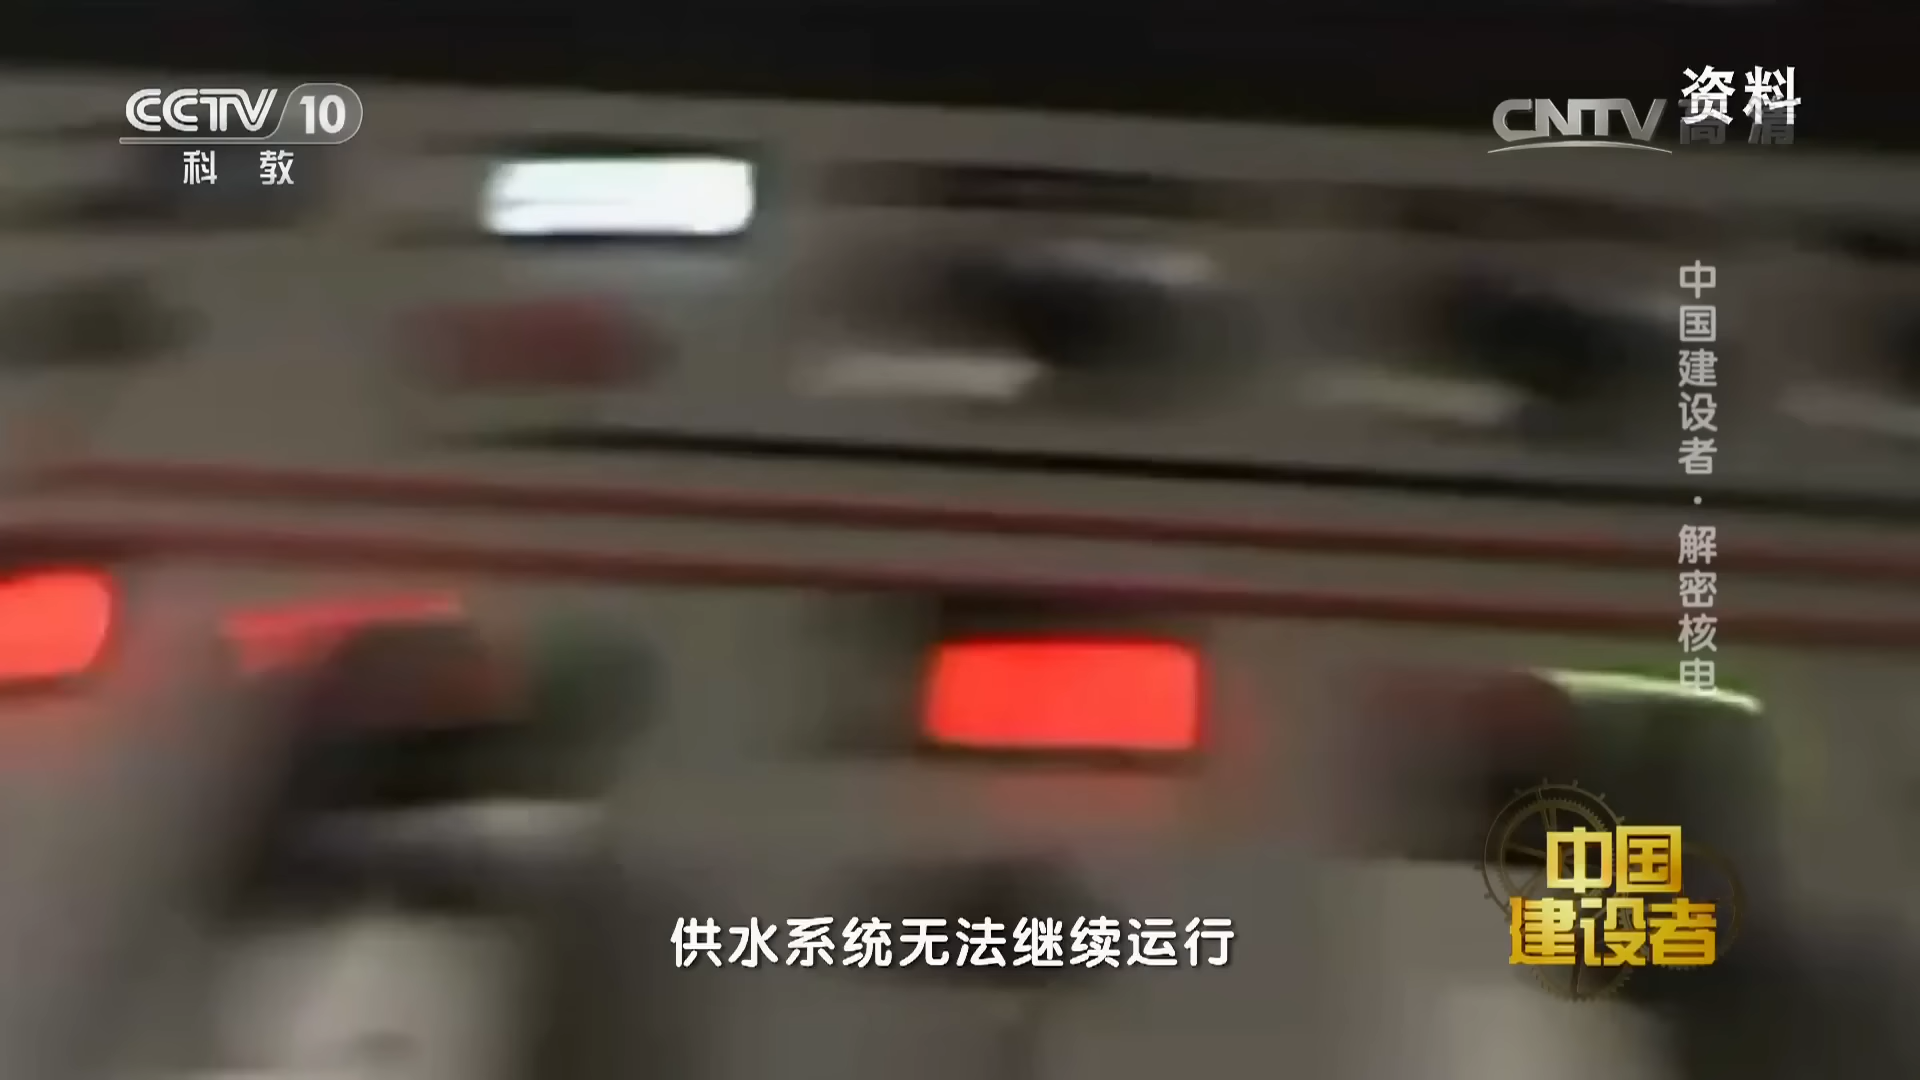 CCTV 10
科教
CNTV 高清
资料
中国建设者·解密核电
中国
建设者
供水系统无法继续运行